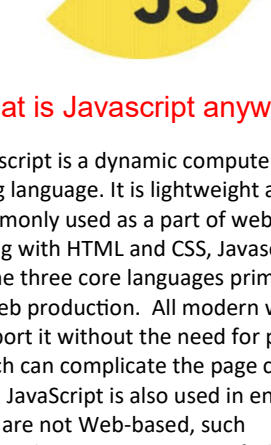 JS
at is Javascript anyw
script is a dynamic compute
g language. It is lightweight a
monly used as a part of web
g with HTML and CSS, Javasc
ne three core languages prim
eb production.  All modern w
port it without the need for p
ch can complicate the page c
JavaScript is also used in en
are not Web-based, such